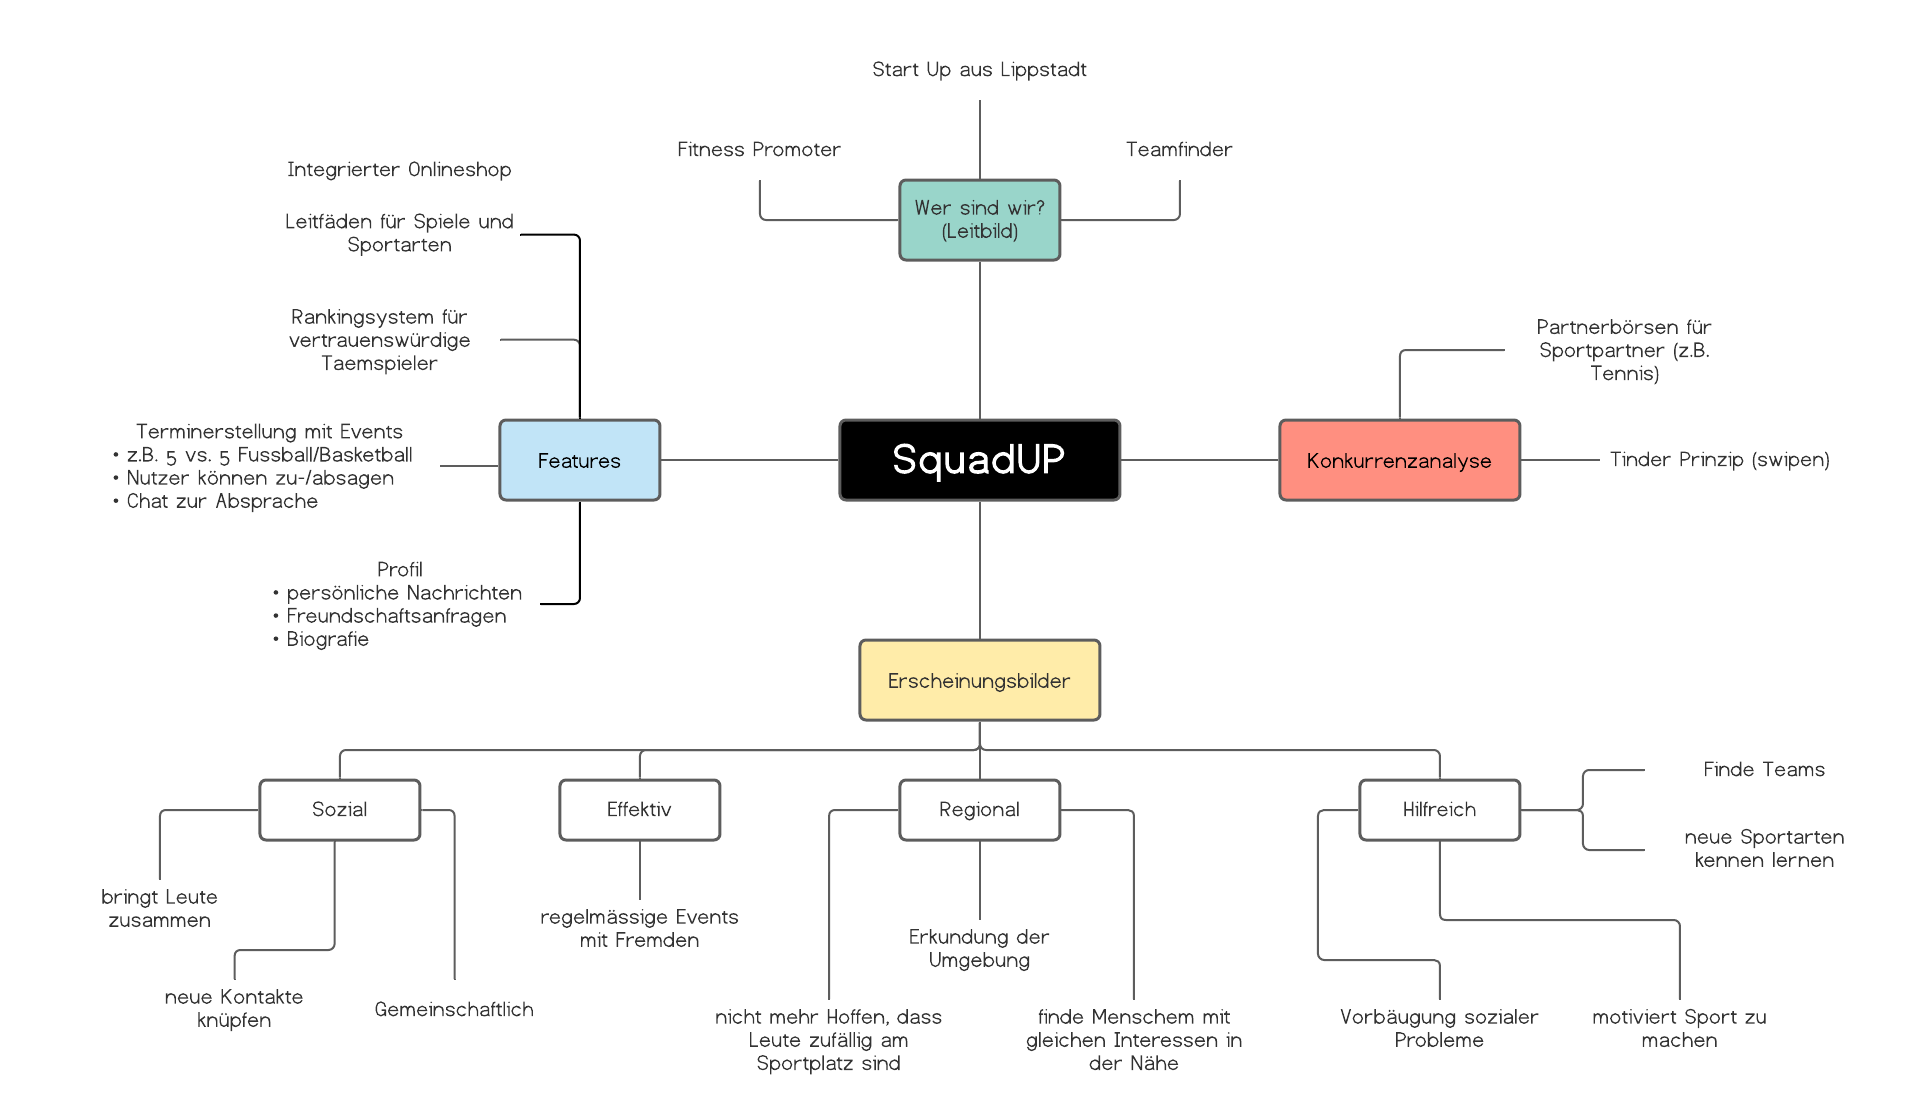 Start Up aus Lippstadt
Fitness Promoter
Teamfinder
Wer sind wir?
(Leitbild)
Integrierter Onlineshop
Leitfäden für Spiele und
Sportarten
Rankingsystem für
vertrauenswürdige
Taemspieler
Terminerstellung mit Events
• z.B. 5 vs. 5 Fussball/Basketball
• Nutzer können zu-/absagen
• Chat zur Absprache
Profil
• persönliche Nachrichten
• Freundschaftsanfragen
• Biografie
Features
SquadUP
Konkurrenzanalyse
Partnerbörsen für
Sportpartner (z.B.
Tennis)
Tinder Prinzip (swipen)
Erscheinungsbilder
Sozial
bringt Leute
zusammen
neue Kontakte
knüpfen
Gemeinschaftlich
Effektiv
regelmässige Events
mit Fremden
Regional
nicht mehr Hoffen, dass
Leute zufällig am
Sportplatz sind
Erkundung der
Umgebung
finde Menschem mit
gleichen Interessen in
der Nähe
Hilfreich
Finde Teams
neue Sportarten
kennen lernen
Vorbäugung sozialer
Probleme
motiviert Sport zu
machen